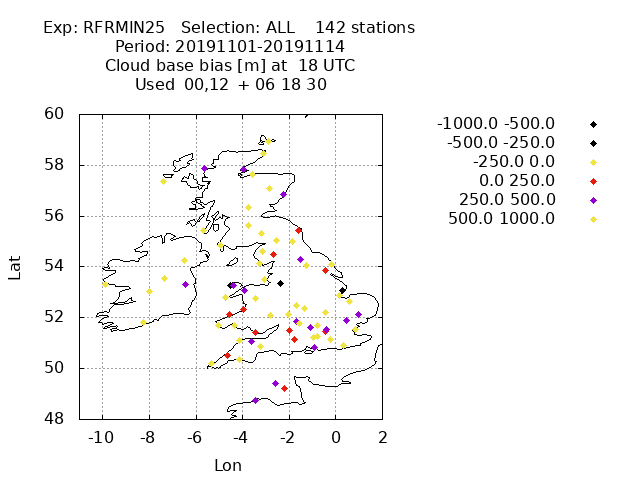 Exp: RFRMIN25 Selection: ALL 142 stations
Period: 20191101-20191114
Cloud base bias [m] at 18 UTC
Used 00,12 + 06 18 30
-1000.0 -500.0
-500.0 -250.0
-250.0 0.0
0.0 250.0
250.0 500.0
500.0 1000.0
60
58
56
54
52
50
48
Lat
-10 -8 -6 -4 -2 0 2
Lon